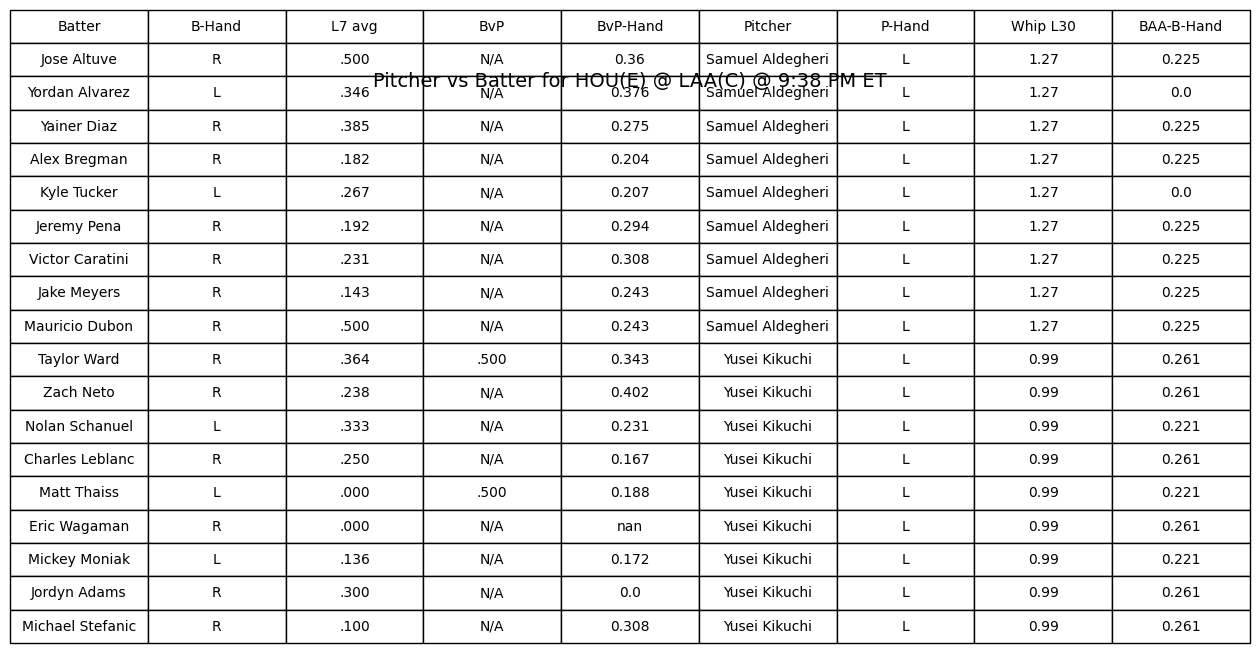 Batter B-Hand L7 avg BvP BvP-Hand Pitcher P-Hand Whip L30 BAA-B-Hand
Jose Altuve R .500 N/A 0.36 Samuel Aldegheri L 1.27 0.225
Pitcher vs Batter for HOU(E) @ LAA(C) @ 9:38 PM ET
Yordan Alvarez L .346 N/A 0.376 Samuel Aldegheri L 1.27 0.0
Yainer Diaz R .385 N/A 0.275 Samuel Aldegheri L 1.27 0.225
Alex Bregman R .182 N/A 0.204 Samuel Aldegheri L 1.27 0.225
Kyle Tucker L .267 N/A 0.207 Samuel Aldegheri L 1.27 0.0
Jeremy Pena R .192 N/A 0.294 Samuel Aldegheri L 1.27 0.225
Victor Caratini R .231 N/A 0.308 Samuel Aldegheri L 1.27 0.225
Jake Meyers R .143 N/A 0.243 Samuel Aldegheri L 1.27 0.225
Mauricio Dubon R .500 N/A 0.243 Samuel Aldegheri L 1.27 0.225
Taylor Ward R .364 .500 0.343 Yusei Kikuchi L 0.99 0.261
Zach Neto R .238 N/A 0.402 Yusei Kikuchi L 0.99 0.261
Nolan Schanuel L .333 N/A 0.231 Yusei Kikuchi L 0.99 0.221
Charles Leblanc R .250 N/A 0.167 Yusei Kikuchi L 0.99 0.261
Matt Thaiss L .000 .500 0.188 Yusei Kikuchi L 0.99 0.221
Eric Wagaman R .000 N/A nan Yusei Kikuchi L 0.99 0.261
Mickey Moniak L .136 N/A 0.172 Yusei Kikuchi L 0.99 0.221
Jordyn Adams R .300 N/A 0.0 Yusei Kikuchi L 0.99 0.261
Michael Stefanic R .100 N/A 0.308 Yusei Kikuchi L 0.99 0.261